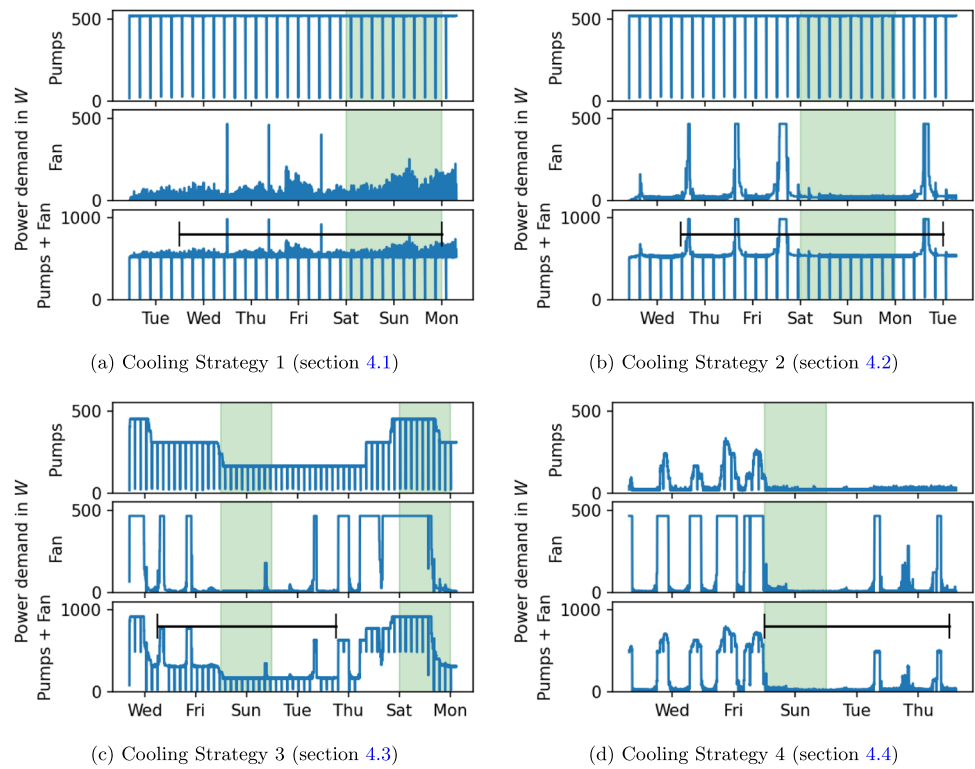 Power demand in W
Pumps
500
0
Fan
500
0
Pumps + Fan
1000
0
Tue Wed Thu Fri Sat Sun Mon
(a) Cooling Strategy 1 (section 4.1)
Power demand in W
Pumps
500
0
Fan
500
0
Pumps + Fan
1000
0
Wed Thu Fri Sat Sun Mon Tue
(b) Cooling Strategy 2 (section 4.2)
Power demand in W
Pumps
500
0
Fan
500
0
Pumps + Fan
1000
0
Wed Fri Sun Tue Thu Sat Mon
(c) Cooling Strategy 3 (section 4.3)
Power demand in W
Pumps
500
0
Fan
500
0
Pumps + Fan
1000
0
Wed Fri Sun Tue Thu
(d) Cooling Strategy 4 (section 4.4)